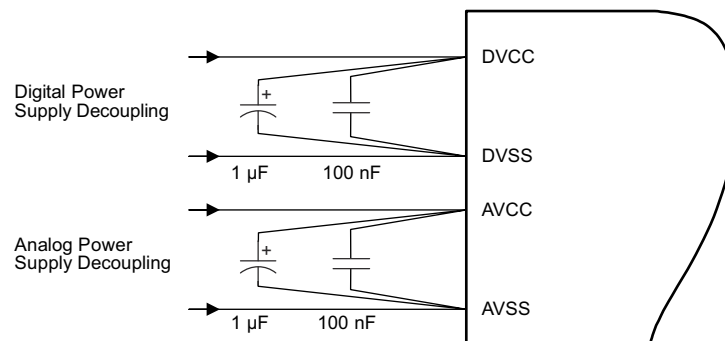 DVCC
Digital Power
Supply Decoupling
+
DVSS
1 µF 100 nF
AVCC
Analog Power
Supply Decoupling
+
AVSS
1 µF 100 nF